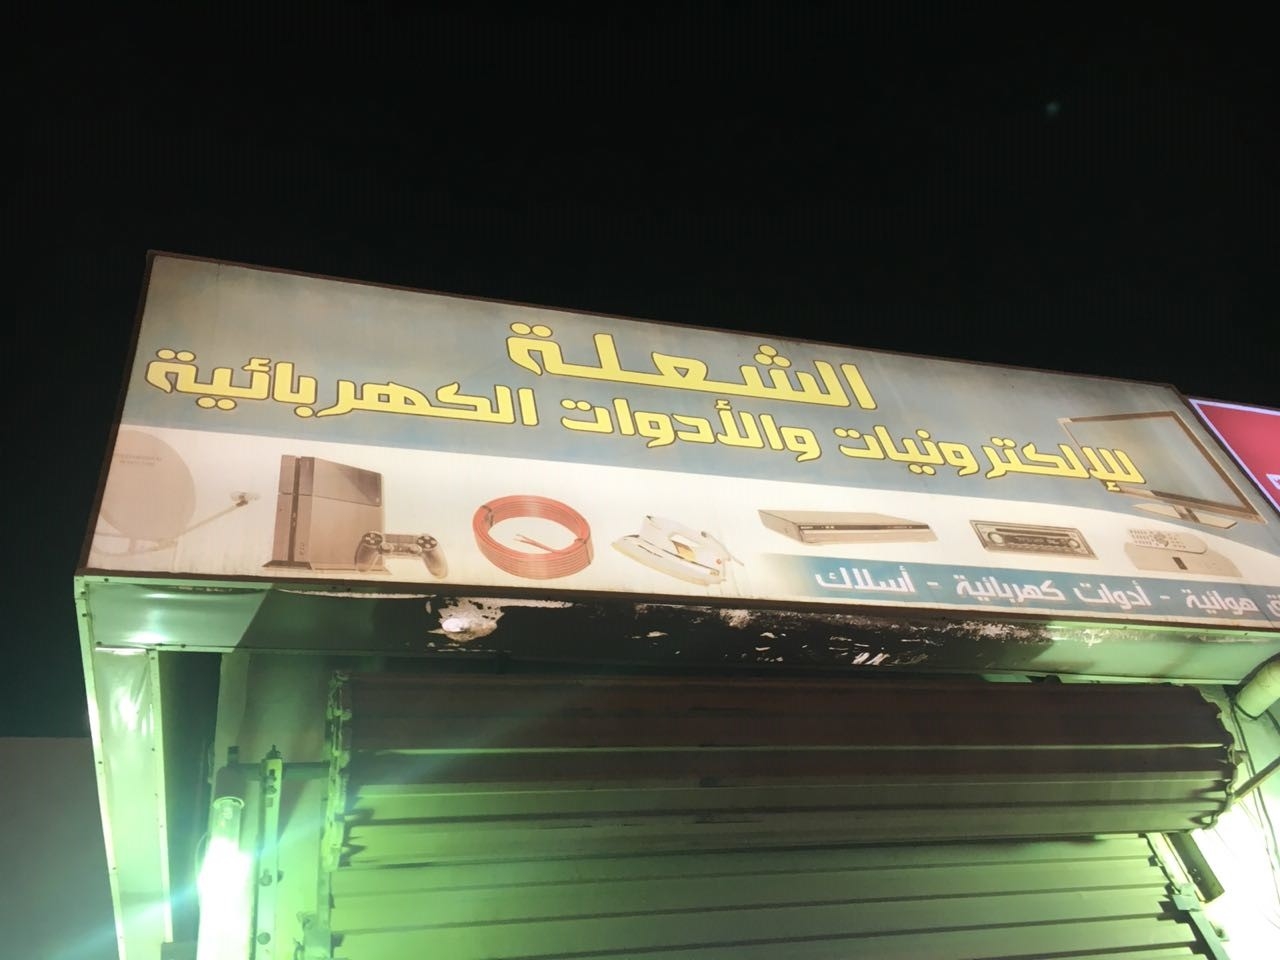 الشعلة
للإلكترونيات والأدوات الكهربائية
هوائية - أدوات كهربائية - أسلاك